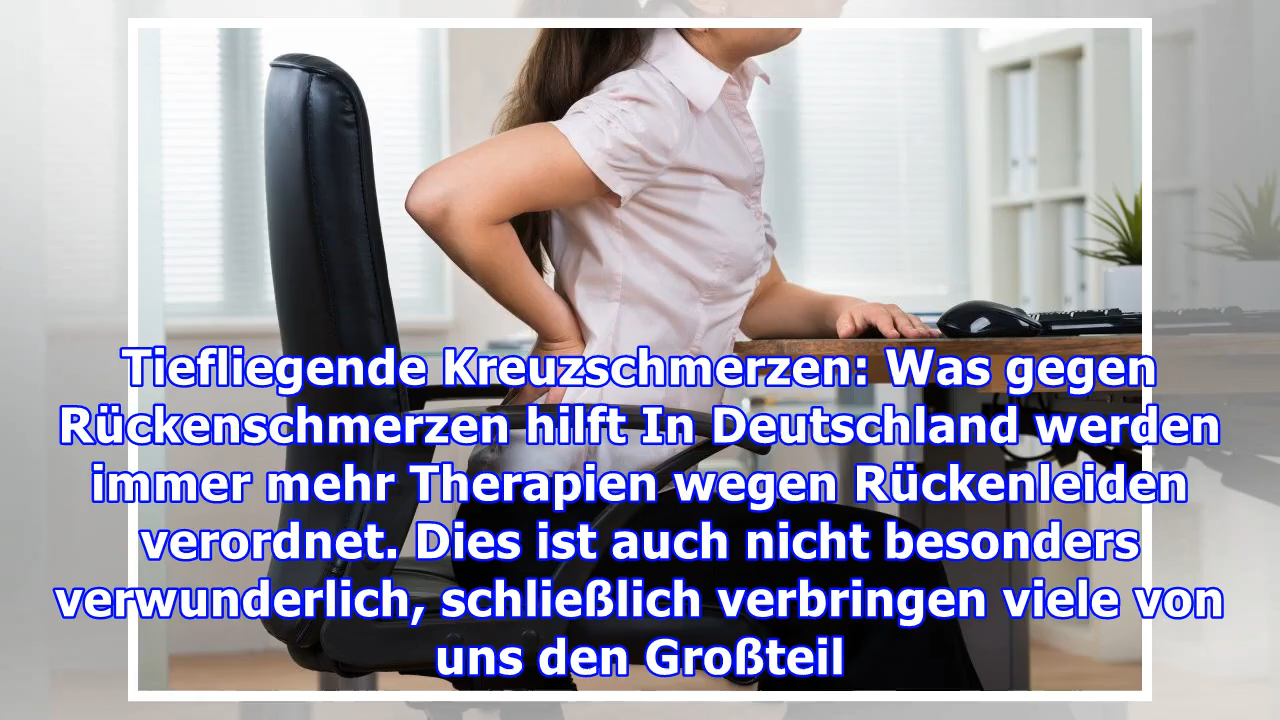 Tiefliegende Kreuzschmerzen: Was gegen
Rückenschmerzen hilft In Deutschland werden
immer mehr Therapien wegen Rückenleiden
verordnet. Dies ist auch nicht besonders
verwunderlich, schließlich verbringen viele von
uns den Großteil